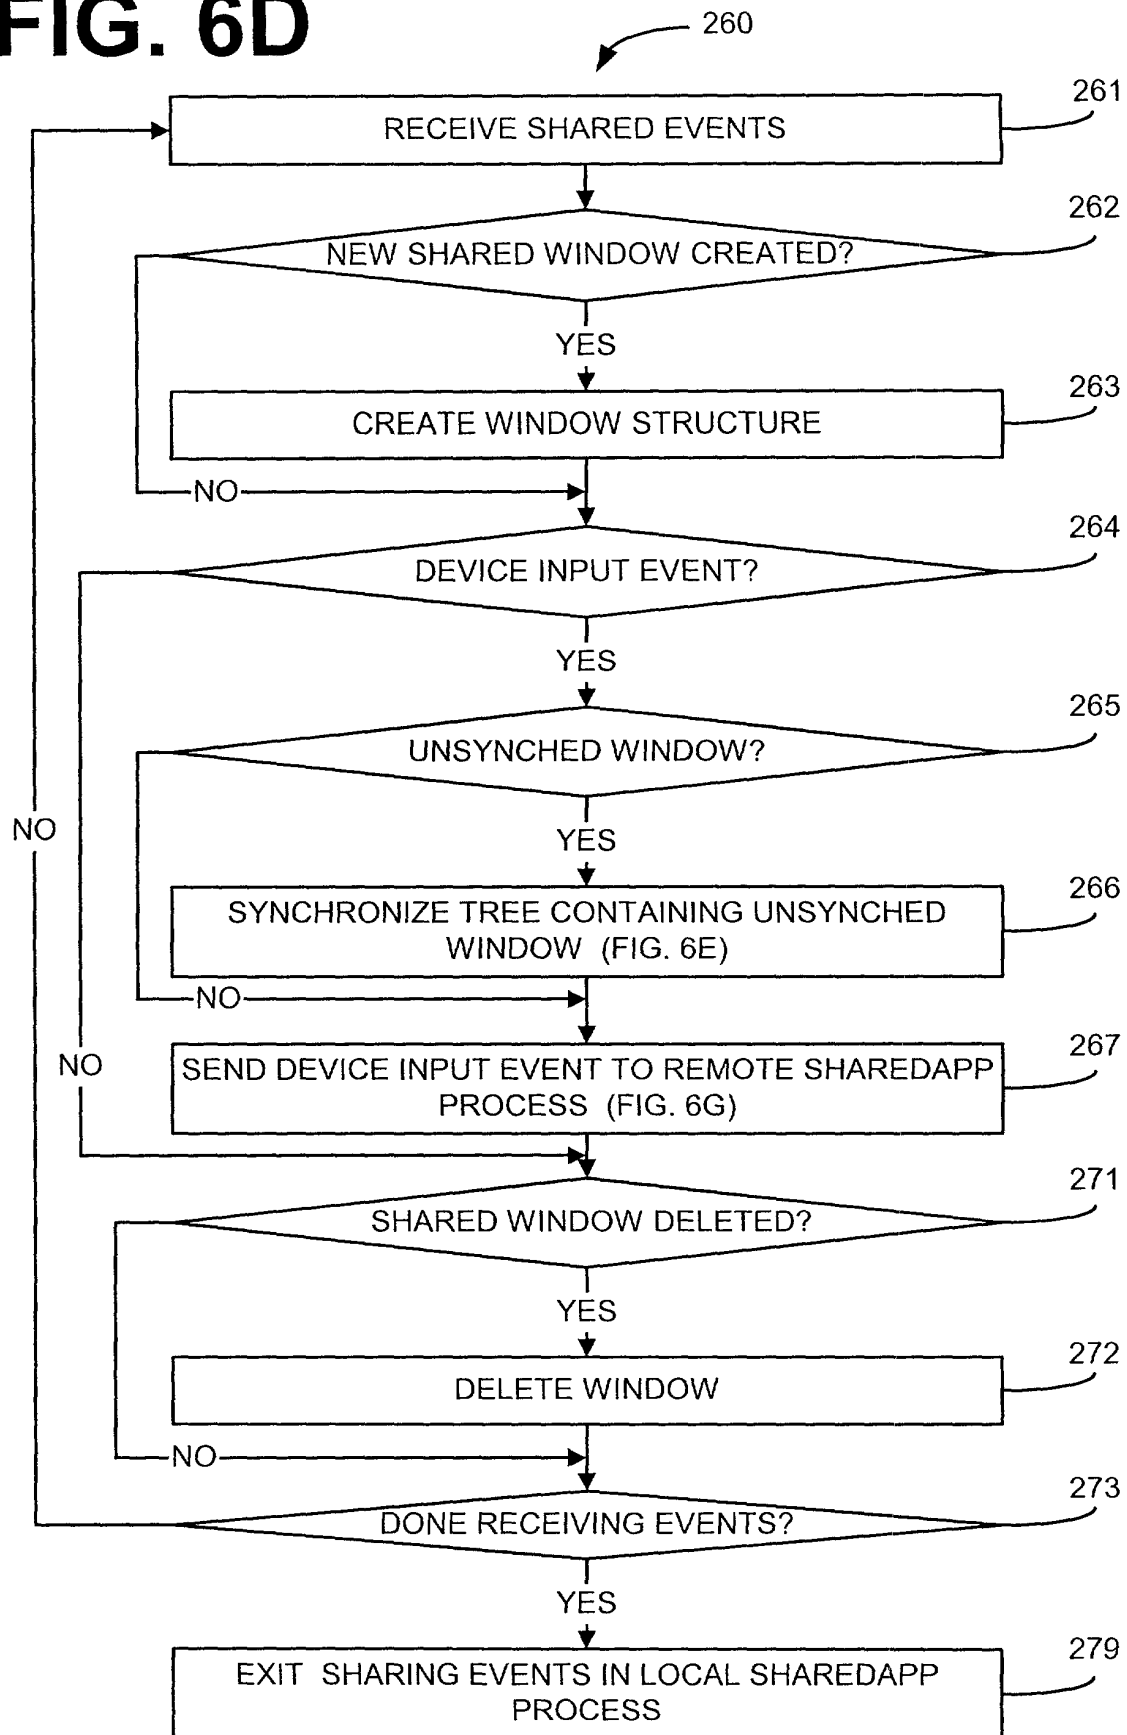 FIG. 6D
260
261
RECEIVE SHARED EVENTS
262
NEW SHARED WINDOW CREATED?
YES
263
CREATE WINDOW STRUCTURE
NO
264
DEVICE INPUT EVENT?
YES
265
UNSYNCHED WINDOW?
NO
YES
266
SYNCHRONIZE TREE CONTAINING UNSYNCHED
WINDOW (FIG. 6E)
NO
267
NO
SEND DEVICE INPUT EVENT TO REMOTE SHAREDAPP
PROCESS (FIG. 6G)
271
SHARED WINDOW DELETED?
YES
272
DELETE WINDOW
NO
273
DONE RECEIVING EVENTS?
YES
279
EXIT SHARING EVENTS IN LOCAL SHAREDAPP
PROCESS